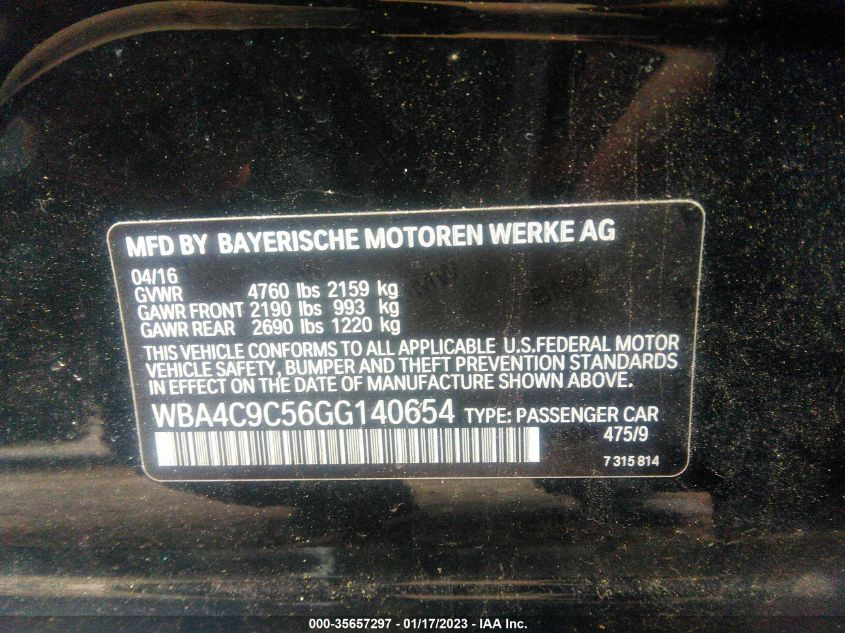 MFD BY BAYERISCHE MOTOREN WERKE AG
04/16
GVWR 4760 lbs 2159 kg
GAWR FRONT 2190 lbs 993 kg
GAWR REAR 2690 lbs 1220 kg
THIS VEHICLE CONFORMS TO ALL APPLICABLE U.S.FEDERAL MOTOR
VEHICLE SAFETY, BUMPER AND THEFT PREVENTION STANDARDS
IN EFFECT ON THE DATE OF MANUFACTURE SHOWN ABOVE.
WBA4C9C56GG140654 TYPE: PASSENGER CAR
475/9
7 315 814
000-35657297 - 01/17/2023 - IAA Inc.